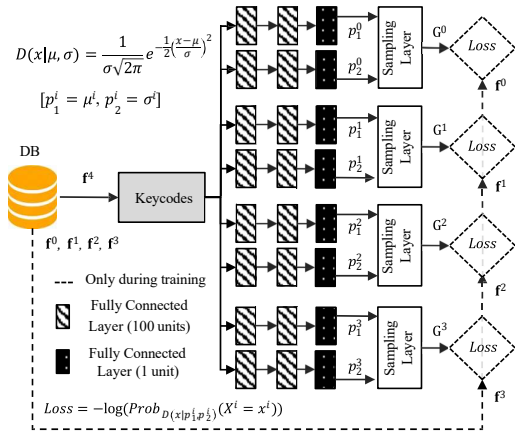 D(x|μ, σ) = 1/(σ√2π) e^(-1/2((x-μ)/σ)^2)
[p₁ⁱ = μⁱ, p₂ⁱ = σⁱ]
DB
f⁴
Keycodes
f⁰, f¹, f², f³
Only during training
Fully Connected
Layer (100 units)
Fully Connected
Layer (1 unit)
Loss = −log(Prob_D(x|p₁ⁱ,p₂ⁱ)(Xⁱ = xⁱ))
p₁⁰
p₂⁰
Sampling
Layer
G⁰
Loss
f⁰
p₁¹
p₂¹
Sampling
Layer
G¹
Loss
f¹
p₁²
p₂²
Sampling
Layer
G²
Loss
f²
p₁³
p₂³
Sampling
Layer
G³
Loss
f³